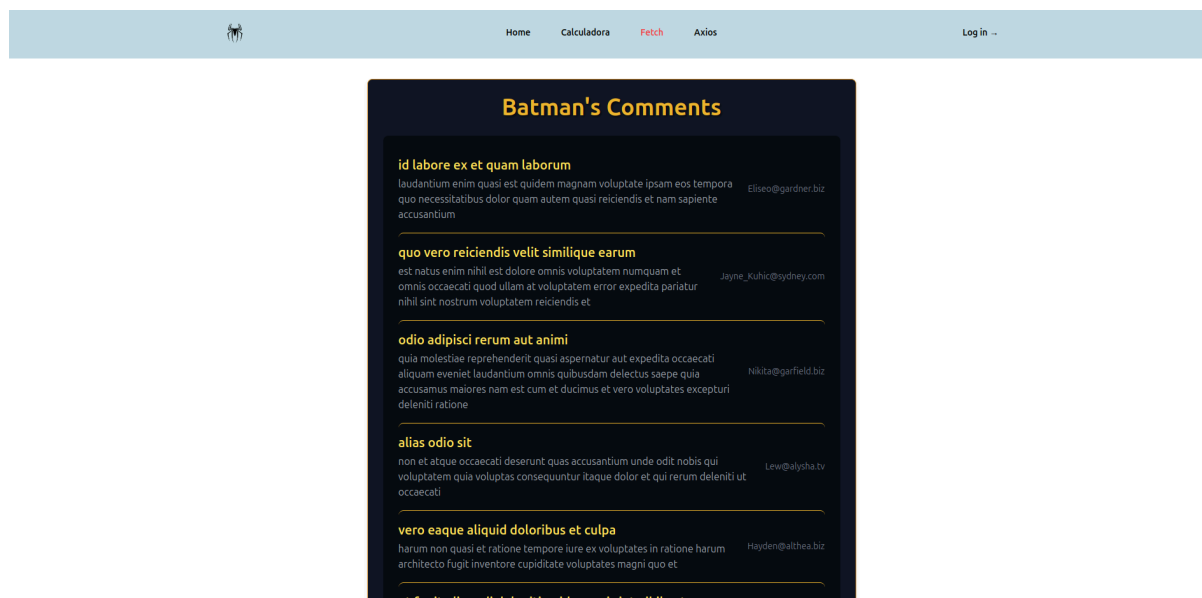 Home Calculadora Fetch Axios Log in →
Batman's Comments
id labore ex et quam laborum
laudantium enim quasi est quidem magnam voluptate ipsam eos tempora
quo necessitatibus dolor quam autem quasi reiciendis et nam sapiente
accusantium
Eliseo@gardner.biz
quo vero reiciendis velit similique earum
est natus enim nihil est dolore omnis voluptatem numquam et
omnis occaecati quod ullam at voluptatem error expedita pariatur
nihil sint nostrum voluptatem reiciendis et
Jayne_Kuhic@sydney.com
odio adipisci rerum aut animi
quia molestiae reprehenderit quasi aspernatur aut expedita occaecati
aliquam eveniet laudantium omnis quibusdam delectus saepe quia
accusamus maiores nam est cum et ducimus et vero voluptates excepturi
deleniti ratione
Nikita@garfield.biz
alias odio sit
non et atque occaecati deserunt quas accusantium unde odit nobis qui
voluptatem quia voluptas consequuntur itaque dolor et qui rerum deleniti ut
occaecati
Lew@alysha.tv
vero eaque aliquid doloribus et culpa
harum non quasi et ratione tempore iure ex voluptates in ratione harum
architecto fugit inventore cupiditate voluptates magni quo et
Hayden@althea.biz